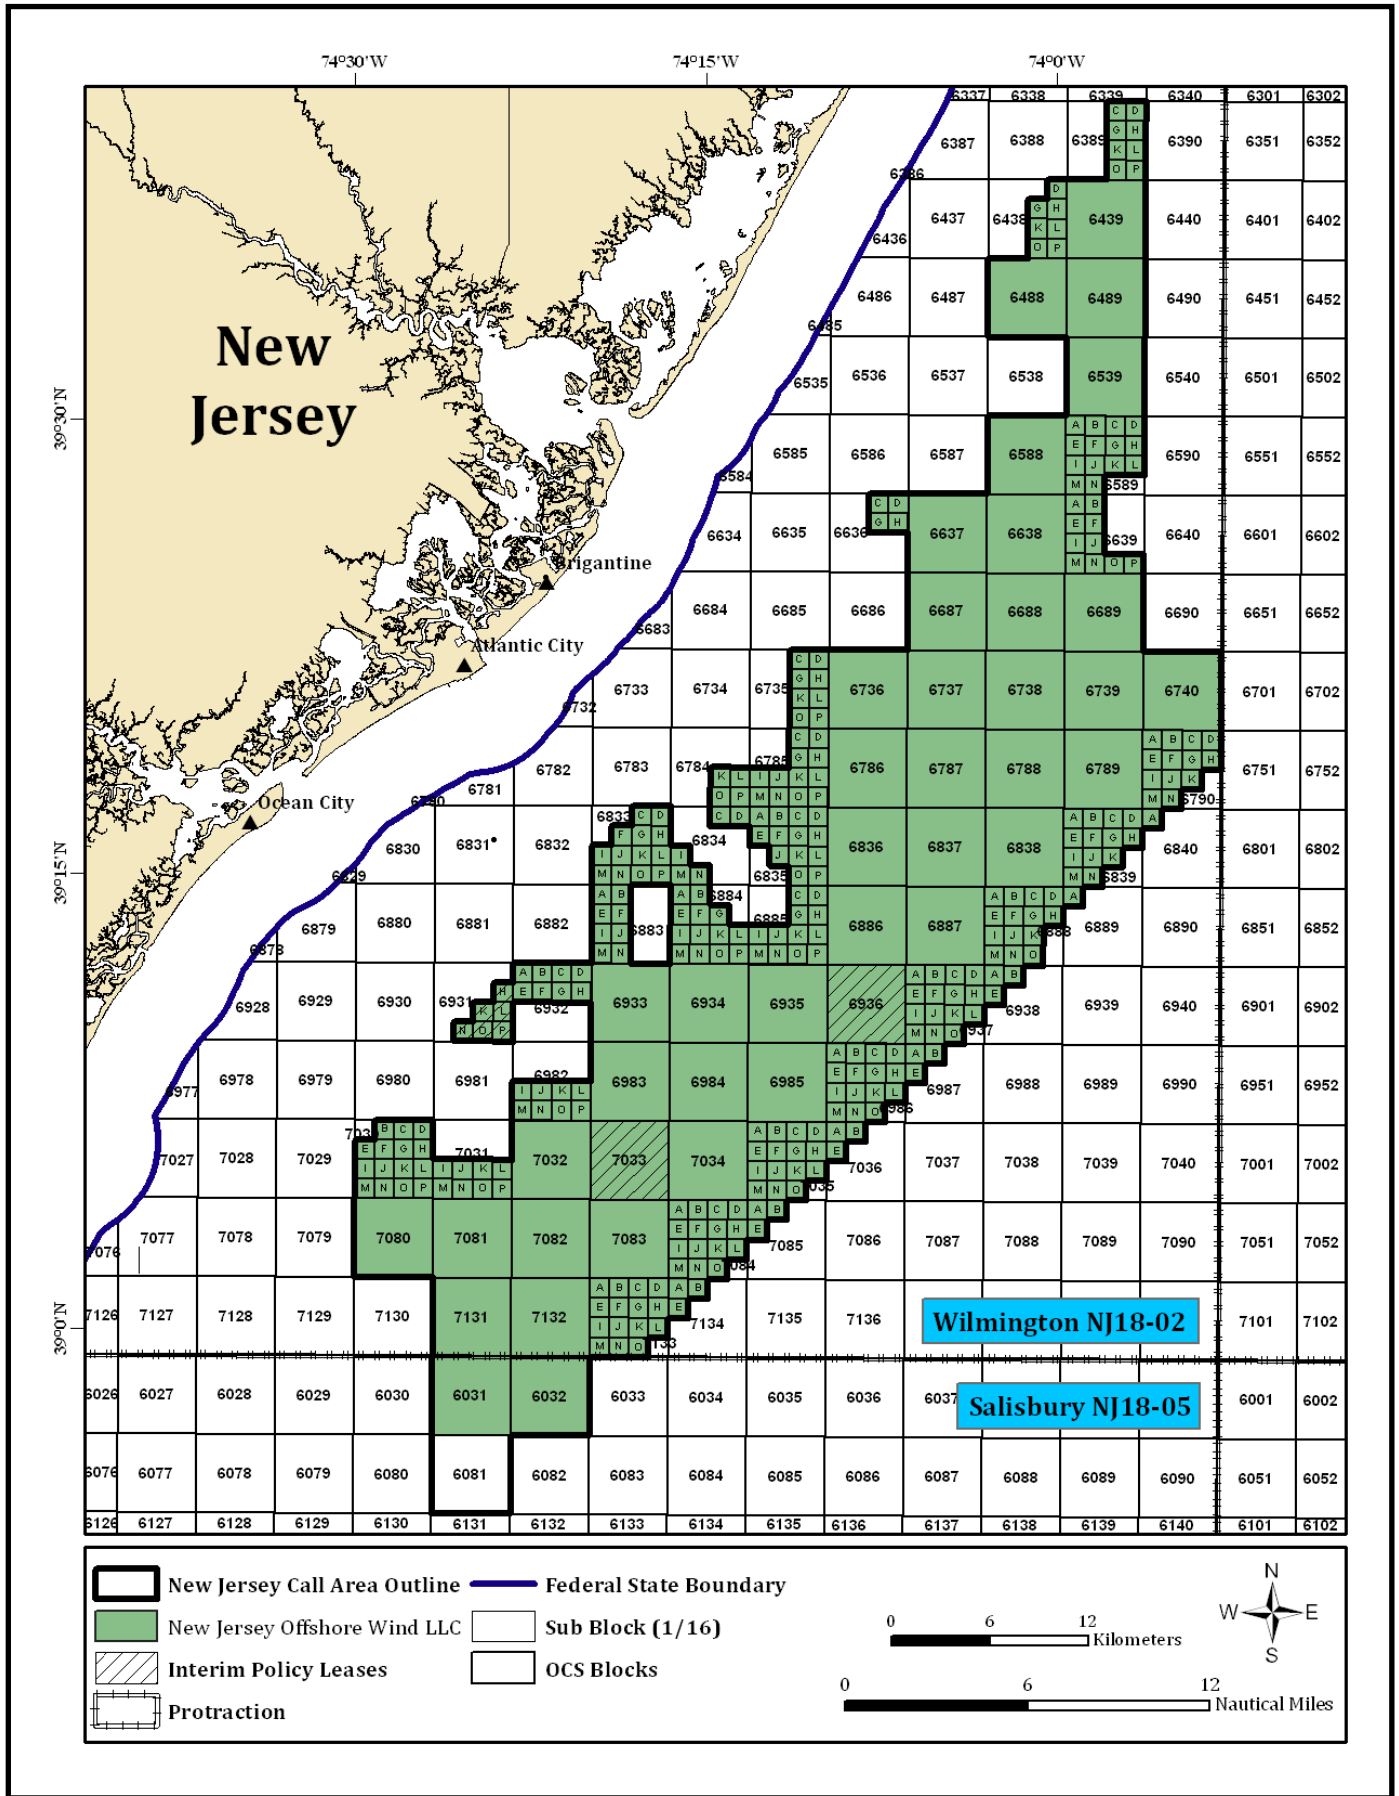 74°30'W 74°15'W 74°0'W
6337 6338 6339 6340 6301 6302
C D
6387 6388 6389 G H 6390 6351 6352
K L
O P
6386
D
6437 6438 G H 6439 6440 6401 6402
K L
6436 O P
6486 6487 6488 6489 6490 6451 6452
New
Jersey
6485
6535 6536 6537 6538 6539 6540 6501 6502
39°30'N
A B C D
E F G H
6585 6586 6587 6588 I J K L 6590 6551 6552
6584 M N 6589
C D A B
G H E F
6634 6635 6636 6637 6638 I J 6639 6640 6601 6602
M N O P
Brigantine
6684 6685 6686 6687 6688 6689 6690 6651 6652
6683
Atlantic City
C D
G H
6733 6734 6735 K L 6736 6737 6738 6739 6740 6701 6702
6732 O P
C D A B C D
G H E F G H
6782 6783 6784 6785 6786 6787 6788 6789 I J K 6751 6752
K L I J K L
6781 O P M N O P M N 6790
6780
Ocean City
6833 C D C D A B C D A B C D A
F G H E F G H E F G H
6830 6831 6832 I J K L I 6834 J K L 6836 6837 6838 I J K 6840 6801 6802
6829 M N O P M N 6835 O P M N 6839
39°15'N
A B A B 6884 C D A B C D A
E F E F G 6885 G H E F G H
6878 6879 6880 6881 6882 I J 6883 I J K I J K L 6886 6887 I J K 6888 6889 6890 6851 6852
M N M N O P M N O P M N O
A B C D A B C D A B
H E F G H E F G H E
6928 6929 6930 6931 K L 6932 6933 6934 6935 6936 I J K L 6938 6939 6940 6901 6902
N O P M N O 6937
A B C D A B
6982 E F G H E
6977 6978 6979 6980 6981 I J K L 6983 6984 6985 I J K L 6987 6988 6989 6990 6951 6952
M N O P M N O 6986
B C D A B C D A B
E F G H 7031 E F G H E
7027 7028 7029 I J K L I J K L 7032 7033 7034 I J K L 7036 7037 7038 7039 7040 7001 7002
M N O P M N O P M N O 7035
A B C D A B
E F G H E
7076 7077 7078 7079 7080 7081 7082 7083 I J K L 7085 7086 7087 7088 7089 7090 7051 7052
M N O 7084
A B C D A B
E F G H E
7126 7127 7128 7129 7130 7131 7132 I J K L 7134 7135 7136 Wilmington NJ18-02 7101 7102
M N O 7133
39°0'N
6026 6027 6028 6029 6030 6031 6032 6033 6034 6035 6036 6037 Salisbury NJ18-05 6001 6002
6076 6077 6078 6079 6080 6081 6082 6083 6084 6085 6086 6087 6088 6089 6090 6051 6052
6126 6127 6128 6129 6130 6131 6132 6133 6134 6135 6136 6137 6138 6139 6140 6101 6102
New Jersey Call Area Outline Federal State Boundary
New Jersey Offshore Wind LLC Sub Block (1/16)
Interim Policy Leases OCS Blocks
Protraction
0 6 12
Kilometers
0 6 12
Nautical Miles
N
W E
S